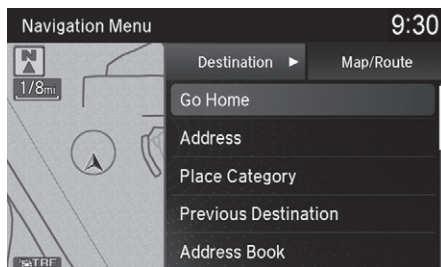 Navigation Menu 9:30
N
Destination ► Map/Route
1/8mi
Go Home
Address
Place Category
Previous Destination
Address Book